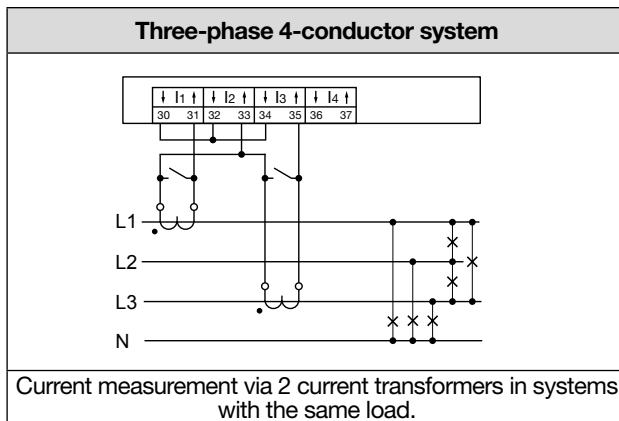 Three-phase 4-conductor system
↓ I1 ↑ ↓ I2 ↑ ↓ I3 ↑ ↓ I4 ↑
30 31 32 33 34 35 36 37
L1
L2
L3
N
Current measurement via 2 current transformers in systems
with the same load.